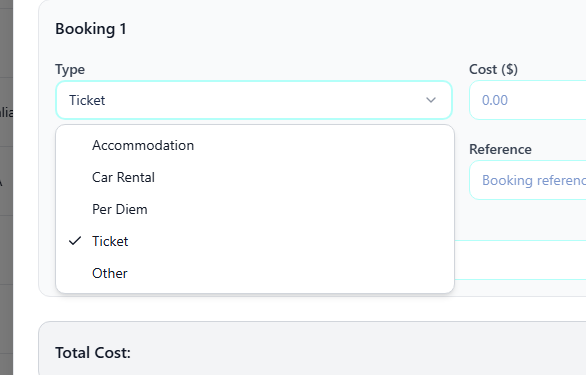 Booking 1
Type
Cost ($)
Ticket
0.00
Accommodation
Reference
Car Rental
Booking referenc
Per Diem
Ticket
Other
Total Cost: